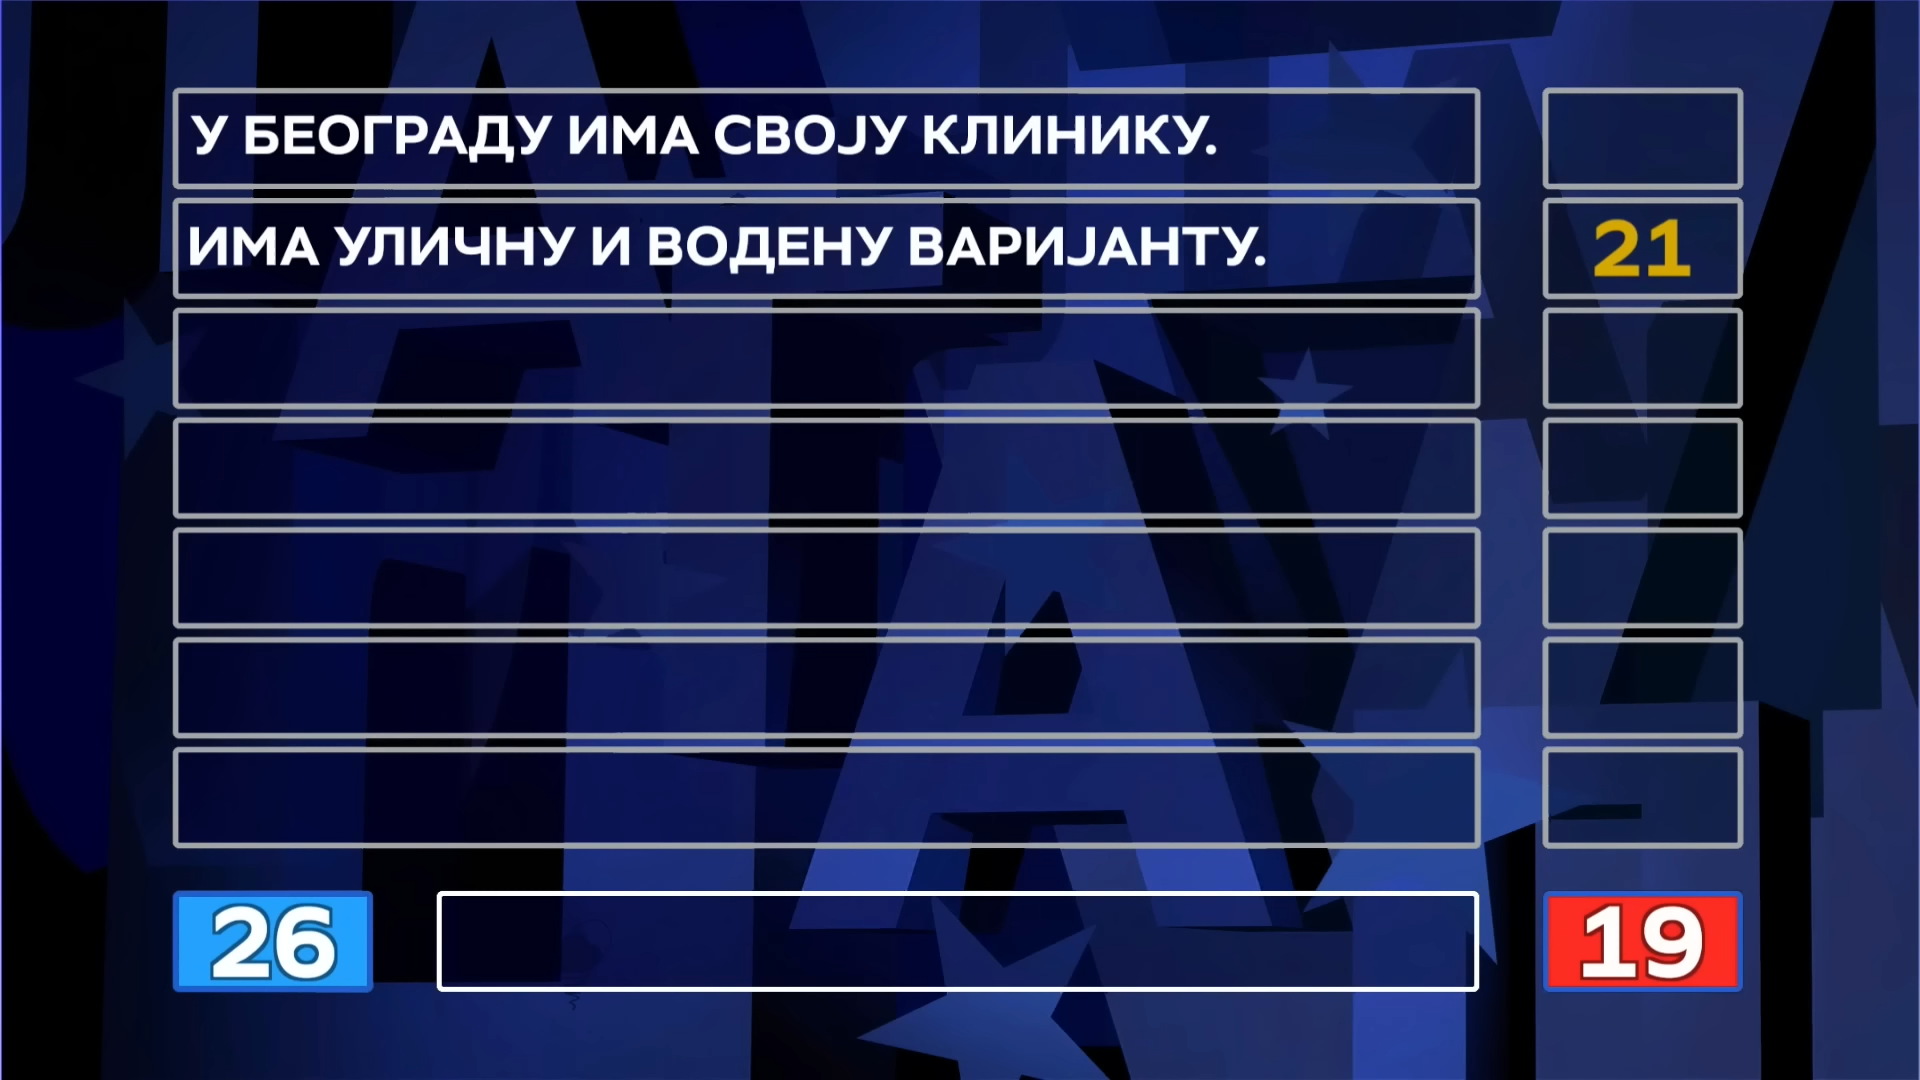 У БЕОГРАДУ ИМА СВОЈУ КЛИНИКУ.
ИМА УЛИЧНУ И ВОДЕНУ ВАРИЈАНТУ.
21
26
19